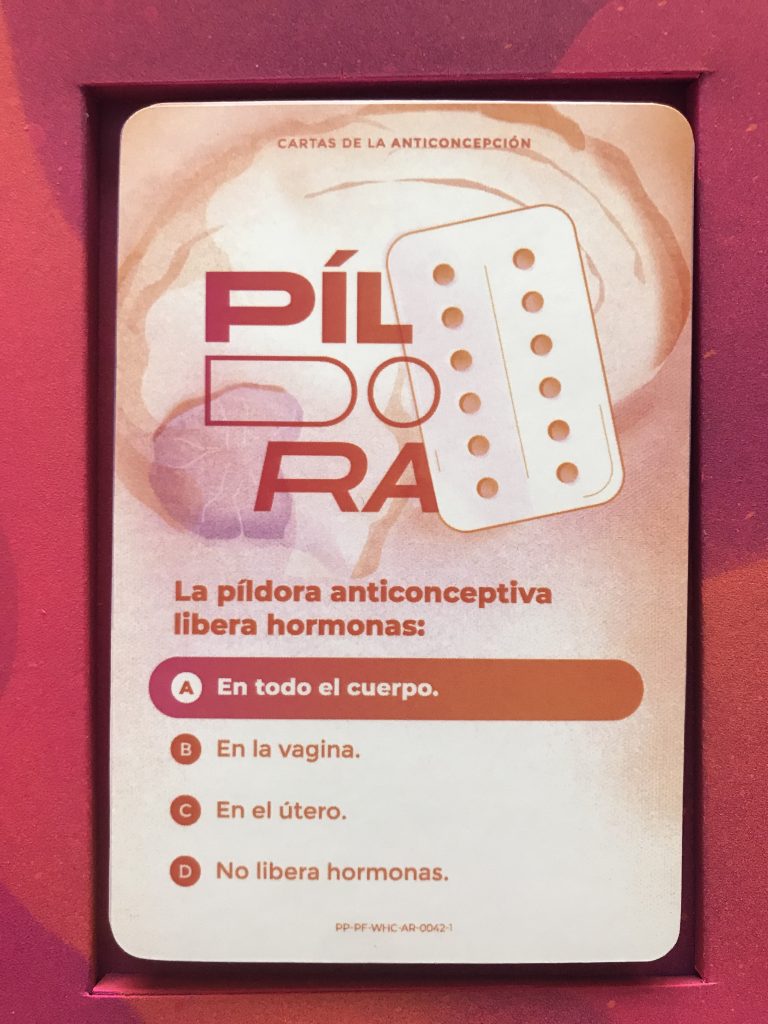 CARTAS DE LA ANTICONCEPCIÓN
PÍL
DO
RA
La píldora anticonceptiva
libera hormonas:
A En todo el cuerpo.
B En la vagina.
C En el útero.
D No libera hormonas.
PP-PF-WHC-AR-0042-1